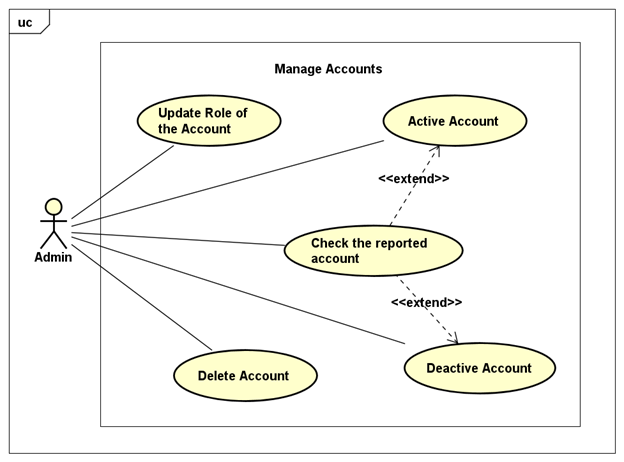 uc
Manage Accounts
Update Role of
the Account
Active Account
<<extend>>
Admin
Check the reported
account
<<extend>>
Delete Account
Deactive Account